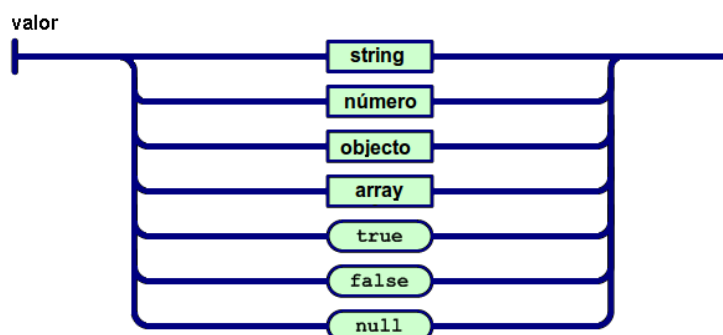 valor
string
número
objecto
array
true
false
null